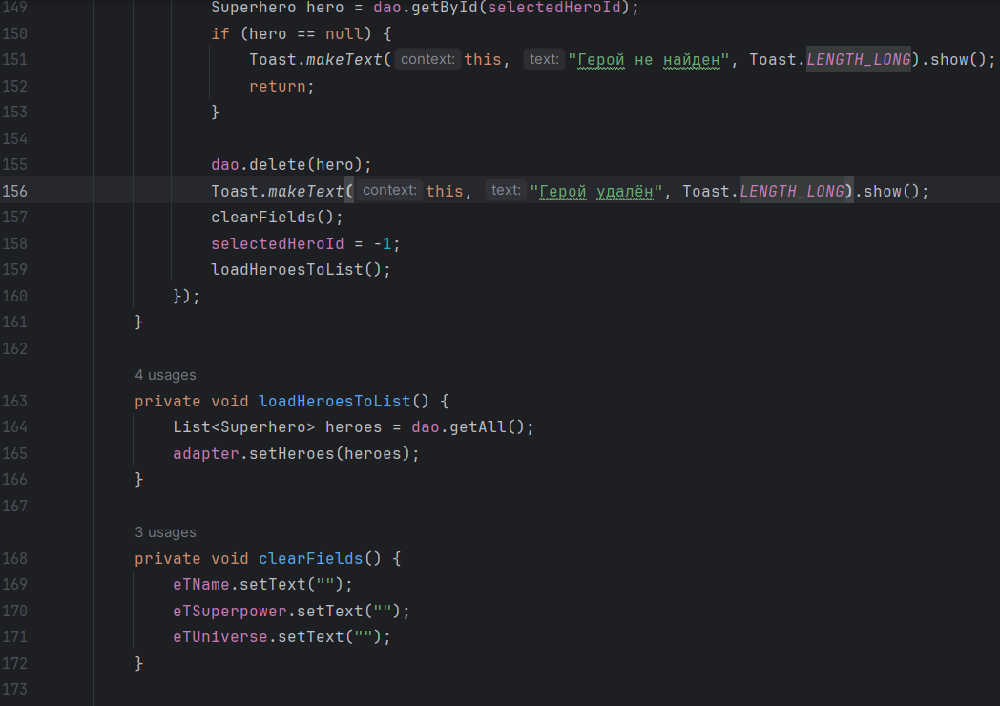 149 Superhero hero = dao.getById(selectedHeroId);
150 if (hero == null) {
151 Toast.makeText( context: this, text: "Герой не найден", Toast.LENGTH_LONG).show();
152 return;
153 }
154
155 dao.delete(hero);
156 Toast.makeText( context: this, text: "Герой удалён", Toast.LENGTH_LONG).show();
157 clearFields();
158 selectedHeroId = -1;
159 loadHeroesToList();
160 });
161 }
162
4 usages
163 private void loadHeroesToList() {
164 List<Superhero> heroes = dao.getAll();
165 adapter.setHeroes(heroes);
166 }
167
3 usages
168 private void clearFields() {
169 eTName.setText("");
170 eTSuperpower.setText("");
171 eTUniverse.setText("");
172 }
173